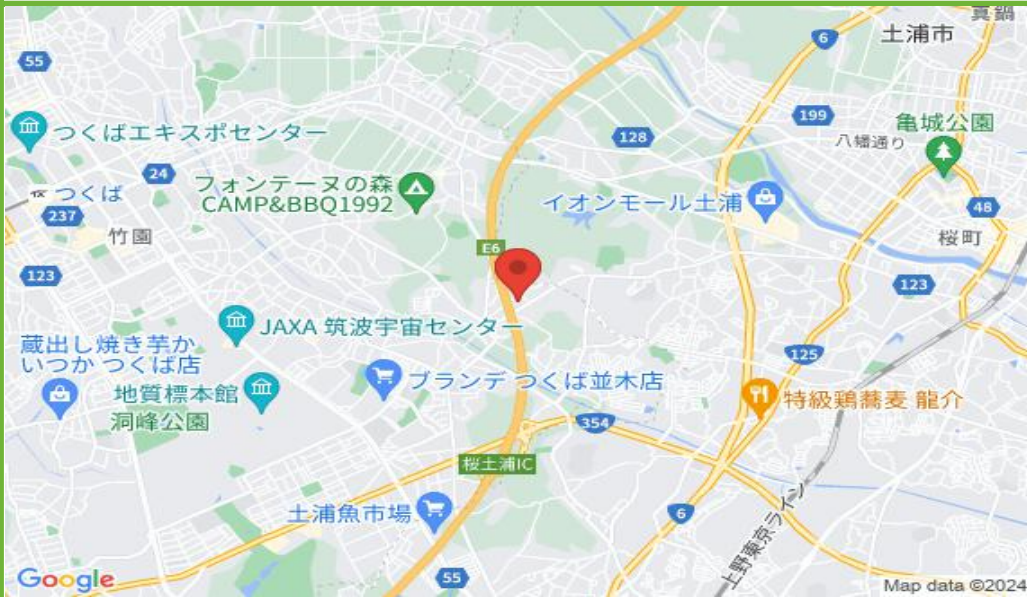 真鍋
6
土浦市
55
199
亀城公園
つくばエキスポセンター
128
八幡通り
24
つくば
フォンテーヌの森
CAMP&BBQ1992
イオンモール土浦
237
48
竹園
桜町
E6
123
123
JAXA 筑波宇宙センター
蔵出し焼き芋か
いつか つくば店
125
地質標本館
ブランデ つくば並木店
特級鶏蕎麦 龍介
洞峰公園
354
桜土浦IC
土浦魚市場
6
上野東京ライン
55
Google
Map data ©2024